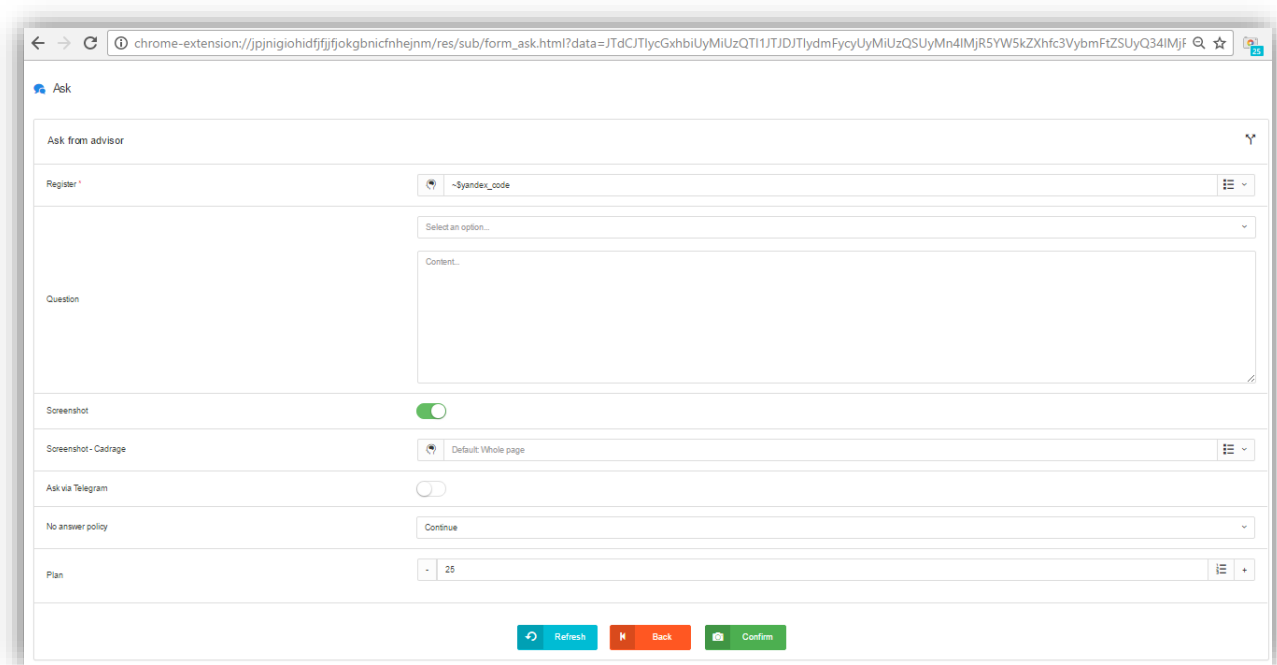 chrome-extension://jpjnigiohidfjfjjfjokgbnicfnhejnm/res/sub/form_ask.html?data=
25
Ask
Ask from advisor
Register *
~$yandex_code
Select an option...
Content...
Question
Screenshot
Screenshot - Cadrage
Default: Whole page
Ask via Telegram
No answer policy
Continue
Plan
- 25 +
Refresh Back Confirm